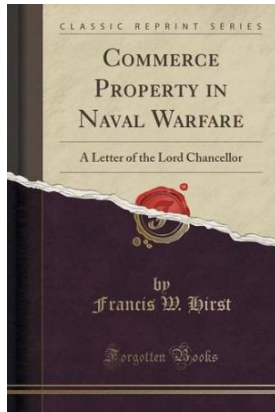 CLASSIC REPRINT SERIES
COMMERCE
PROPERTY IN
NAVAL WARFARE
A Letter of the Lord Chancellor
by
Francis W. Hirst
Forgotten Books